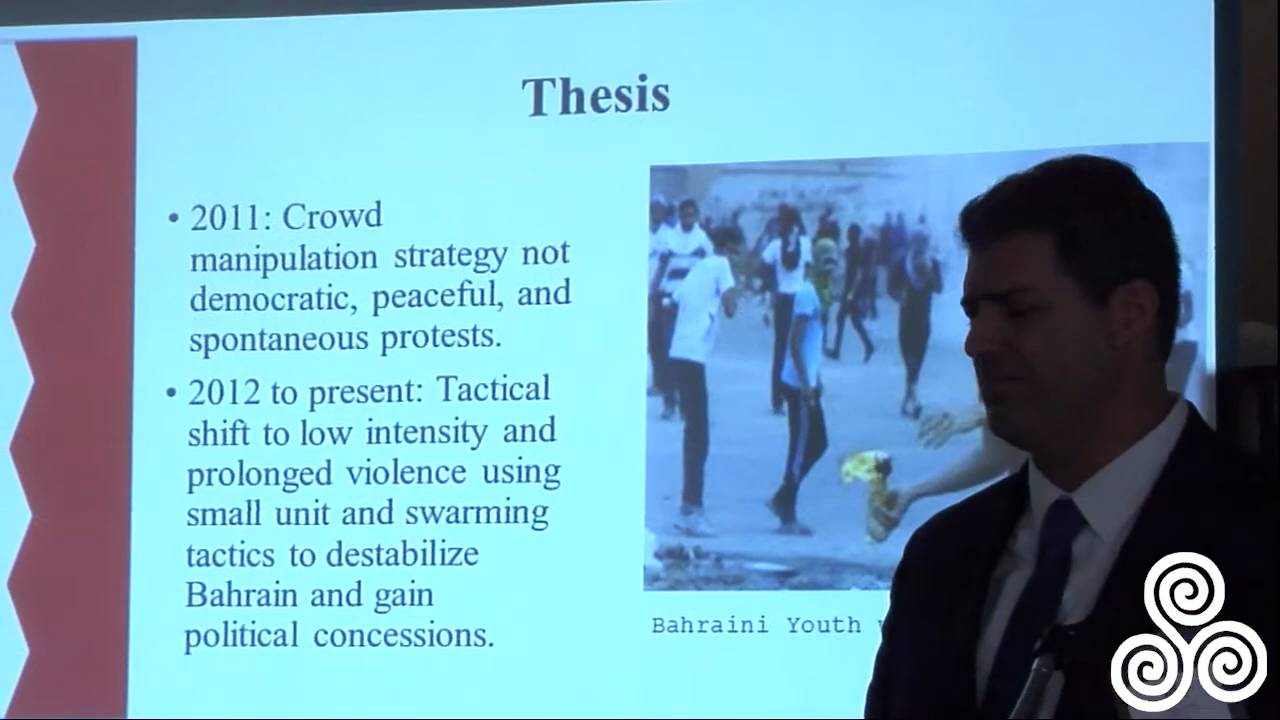 Thesis
• 2011: Crowd
manipulation strategy not
democratic, peaceful, and
spontaneous protests.
• 2012 to present: Tactical
shift to low intensity and
prolonged violence using
small unit and swarming
tactics to destabilize
Bahrain and gain
political concessions.
Bahraini Youth